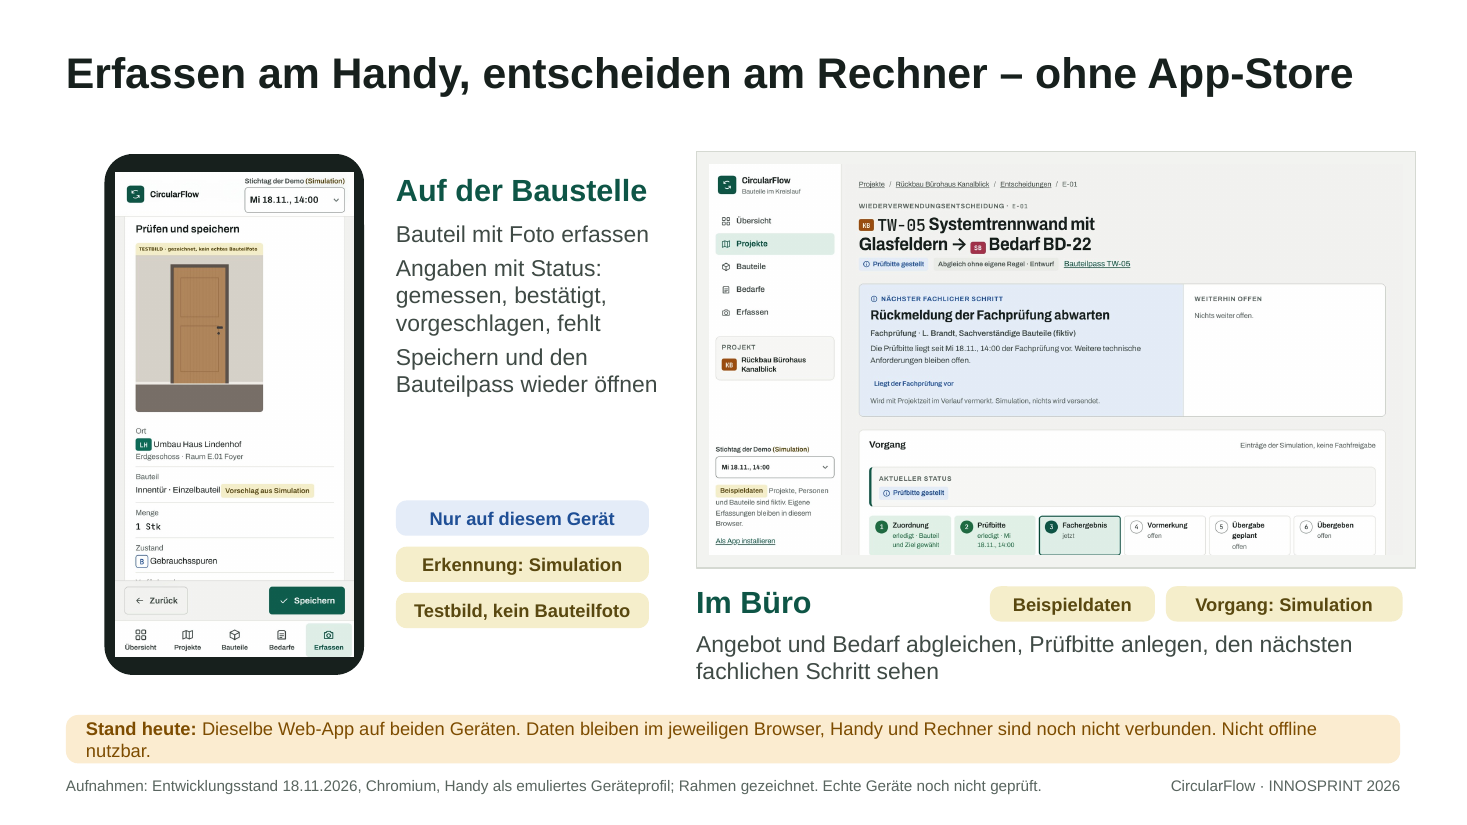 Erfassen am Handy, entscheiden am Rechner – ohne App-Store
CircularFlow
Stichtag der Demo (Simulation)
Mi 18.11., 14:00
Prüfen und speichern
TESTBILD · gezeichnet, kein echtes Bauteilfoto
Ort
LH Umbau Haus Lindenhof
Erdgeschoss · Raum E.01 Foyer
Bauteil
Innentür · Einzelbauteil Vorschlag aus Simulation
Menge
1 Stk
Zustand
B Gebrauchsspuren
Zurück
Speichern
Übersicht
Projekte
Bauteile
Bedarfe
Erfassen
Auf der Baustelle
Bauteil mit Foto erfassen
Angaben mit Status:
gemessen, bestätigt,
vorgeschlagen, fehlt
Speichern und den
Bauteilpass wieder öffnen
Nur auf diesem Gerät
Erkennung: Simulation
Testbild, kein Bauteilfoto
CircularFlow
Bauteile im Kreislauf
Übersicht
Projekte
Bauteile
Bedarfe
Erfassen
PROJEKT
KB Rückbau Bürohaus
Kanalblick
Stichtag der Demo (Simulation)
Mi 18.11., 14:00
Beispieldaten Projekte, Personen
und Bauteile sind fiktiv. Eigene
Erfassungen bleiben in diesem
Browser.
Als App installieren
Projekte / Rückbau Bürohaus Kanalblick / Entscheidungen / E-01
WIEDERVERWENDUNGSENTSCHEIDUNG · E-01
KB TW-05 Systemtrennwand mit
Glasfeldern → SB Bedarf BD-22
Prüfbitte gestellt
Abgleich ohne eigene Regel · Entwurf
Bauteilpass TW-05
NÄCHSTER FACHLICHER SCHRITT
Rückmeldung der Fachprüfung abwarten
Fachprüfung · L. Brandt, Sachverständige Bauteile (fiktiv)
Die Prüfbitte liegt seit Mi 18.11., 14:00 der Fachprüfung vor. Weitere technische
Anforderungen bleiben offen.
Liegt der Fachprüfung vor
Wird mit Projektzeit im Verlauf vermerkt. Simulation, nichts wird versendet.
WEITERHIN OFFEN
Nichts weiter offen.
Vorgang
Einträge der Simulation, keine Fachfreigabe
AKTUELLER STATUS
Prüfbitte gestellt
1 Zuordnung
erledigt · Bauteil
und Ziel gewählt
2 Prüfbitte
erledigt · Mi
18.11., 14:00
3 Fachergebnis
jetzt
4 Vormerkung
offen
5 Übergabe
geplant
offen
6 Übergeben
offen
Im Büro
Beispieldaten
Vorgang: Simulation
Angebot und Bedarf abgleichen, Prüfbitte anlegen, den nächsten
fachlichen Schritt sehen
Stand heute: Dieselbe Web-App auf beiden Geräten. Daten bleiben im jeweiligen Browser, Handy und Rechner sind noch nicht verbunden. Nicht offline
nutzbar.
Aufnahmen: Entwicklungsstand 18.11.2026, Chromium, Handy als emuliertes Geräteprofil; Rahmen gezeichnet. Echte Geräte noch nicht geprüft.
CircularFlow · INNOSPRINT 2026